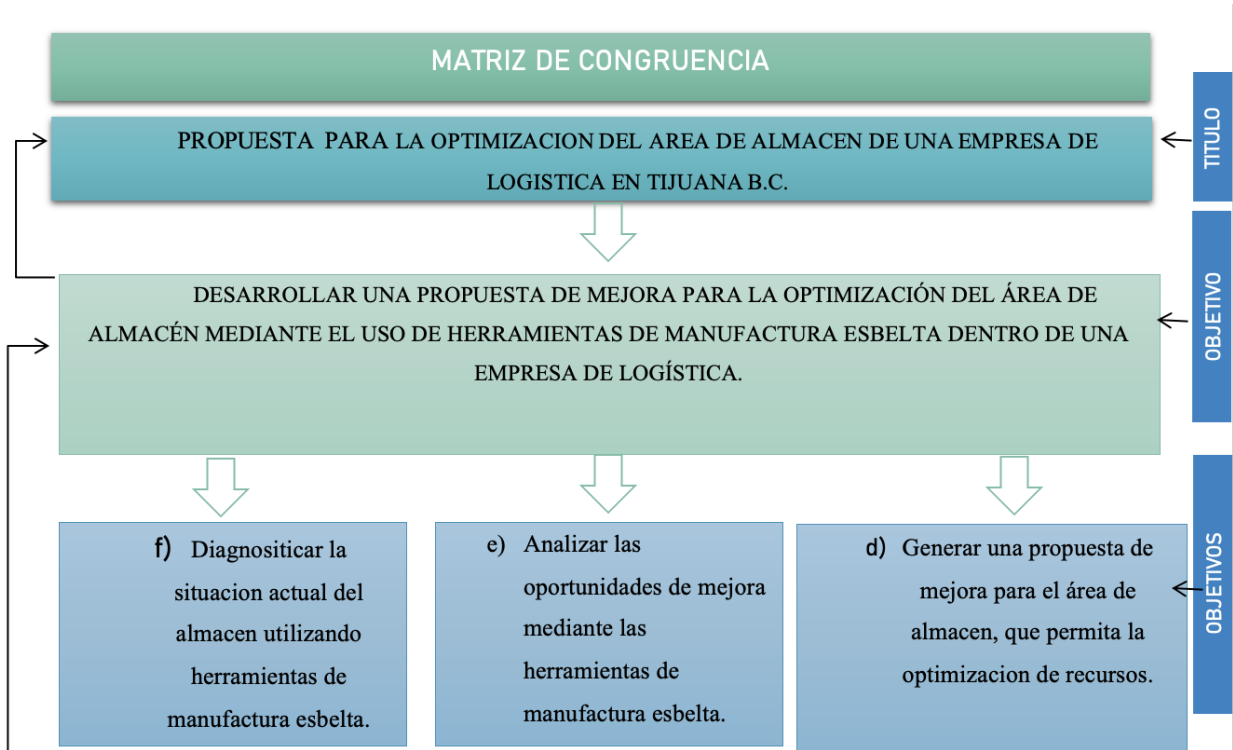 MATRIZ DE CONGRUENCIA
PROPUESTA PARA LA OPTIMIZACION DEL AREA DE ALMACEN DE UNA EMPRESA DE
LOGISTICA EN TIJUANA B.C.
TITULO
DESARROLLAR UNA PROPUESTA DE MEJORA PARA LA OPTIMIZACIÓN DEL ÁREA DE
ALMACÉN MEDIANTE EL USO DE HERRAMIENTAS DE MANUFACTURA ESBELTA DENTRO DE UNA
EMPRESA DE LOGÍSTICA.
OBJETIVO
f) Diagnositicar la
situacion actual del
almacen utilizando
herramientas de
manufactura esbelta.
e) Analizar las
oportunidades de mejora
mediante las
herramientas de
manufactura esbelta.
d) Generar una propuesta de
mejora para el área de
almacen, que permita la
optimizacion de recursos.
OBJETIVOS